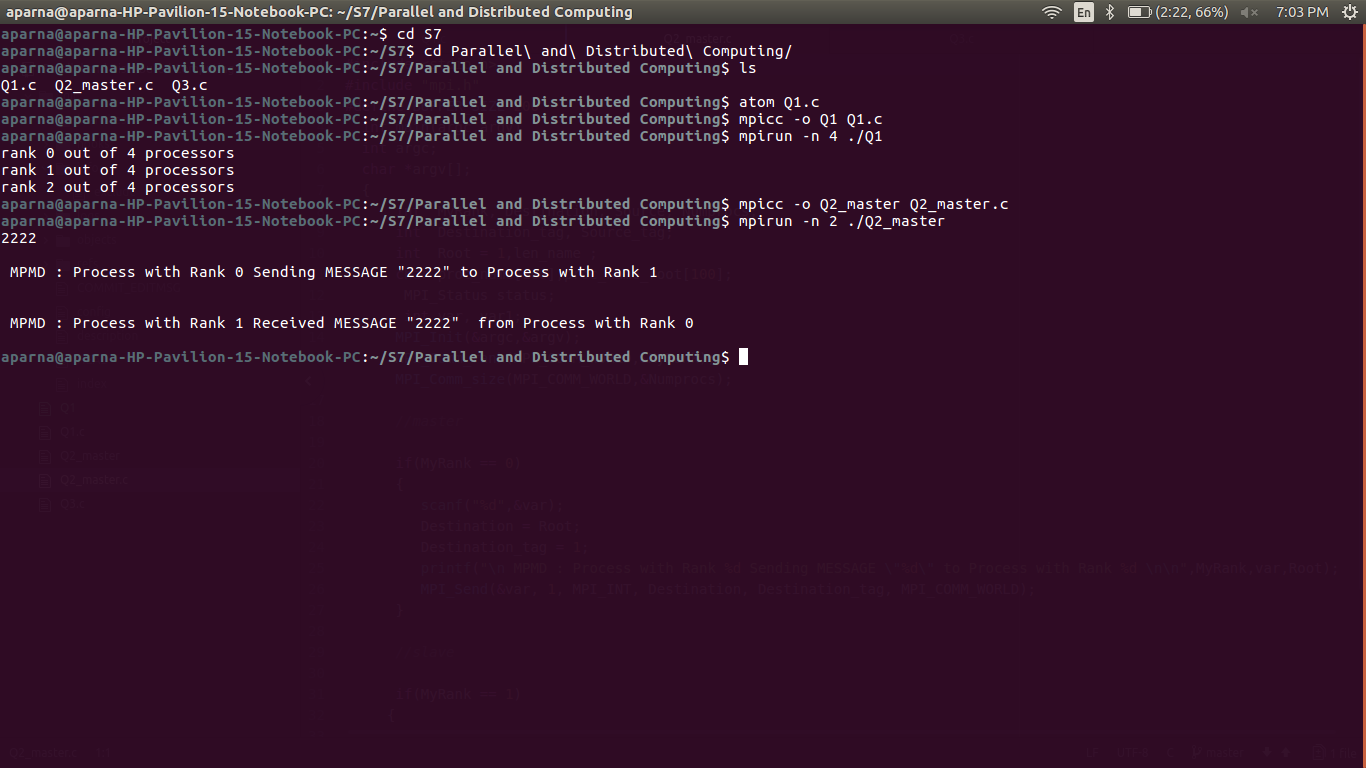 aparna@aparna-HP-Pavilion-15-Notebook-PC: ~/S7/Parallel and Distributed Computing En (2:22, 66%) 7:03 PM
aparna@aparna-HP-Pavilion-15-Notebook-PC:~$ cd S7
aparna@aparna-HP-Pavilion-15-Notebook-PC:~/S7$ cd Parallel\ and\ Distributed\ Computing/
aparna@aparna-HP-Pavilion-15-Notebook-PC:~/S7/Parallel and Distributed Computing$ ls
Q1.c  Q2_master.c  Q3.c
aparna@aparna-HP-Pavilion-15-Notebook-PC:~/S7/Parallel and Distributed Computing$ atom Q1.c
aparna@aparna-HP-Pavilion-15-Notebook-PC:~/S7/Parallel and Distributed Computing$ mpicc -o Q1 Q1.c
aparna@aparna-HP-Pavilion-15-Notebook-PC:~/S7/Parallel and Distributed Computing$ mpirun -n 4 ./Q1
rank 0 out of 4 processors
rank 1 out of 4 processors
rank 2 out of 4 processors
aparna@aparna-HP-Pavilion-15-Notebook-PC:~/S7/Parallel and Distributed Computing$ mpicc -o Q2_master Q2_master.c
aparna@aparna-HP-Pavilion-15-Notebook-PC:~/S7/Parallel and Distributed Computing$ mpirun -n 2 ./Q2_master
2222
MPMD : Process with Rank 0 Sending MESSAGE "2222" to Process with Rank 1
MPMD : Process with Rank 1 Received MESSAGE "2222"  from Process with Rank 0
aparna@aparna-HP-Pavilion-15-Notebook-PC:~/S7/Parallel and Distributed Computing$